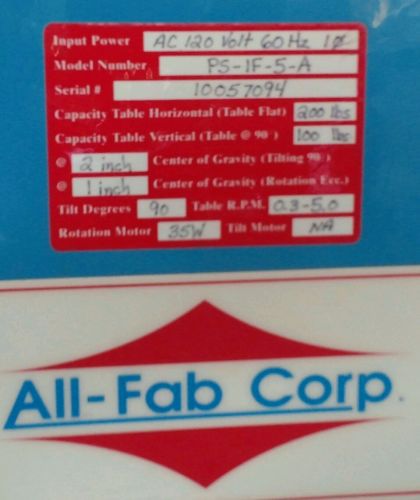 Input Power AC 120 Volt 60 Hz 1ø
Model Number PS-1F-5-A
Serial # 10057094
Capacity Table Horizontal (Table Flat) 200 lbs
Capacity Table Vertical (Table @ 90°) 100 lbs
@ 2 inch Center of Gravity (Tilting 90°)
@ 1 inch Center of Gravity (Rotation Ecc.)
Tilt Degrees 90 Table R.P.M. 0.3-5.0
Rotation Motor 35W Tilt Motor NA
All-Fab Corp.